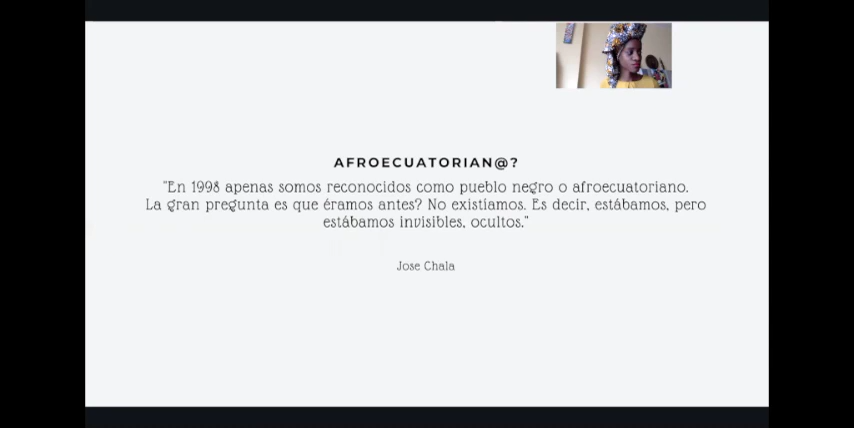 AFROECUATORIAN@?
"En 1998 apenas somos reconocidos como pueblo negro o afroecuatoriano.
La gran pregunta es que éramos antes? No existíamos. Es decir, estábamos, pero
estábamos invisibles, ocultos."
Jose Chala